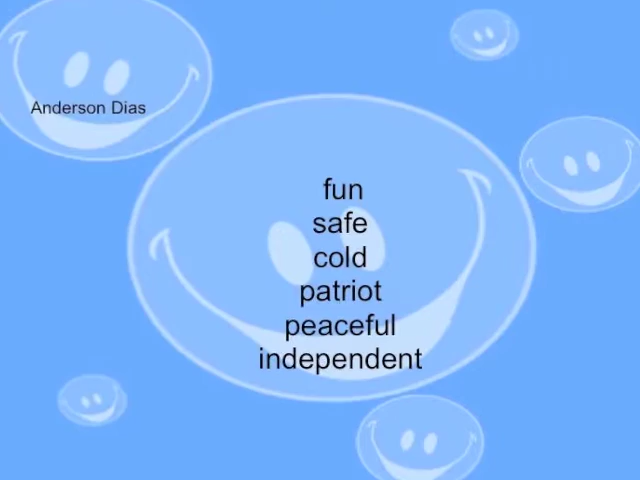 Anderson Dias
fun
safe
cold
patriot
peaceful
independent